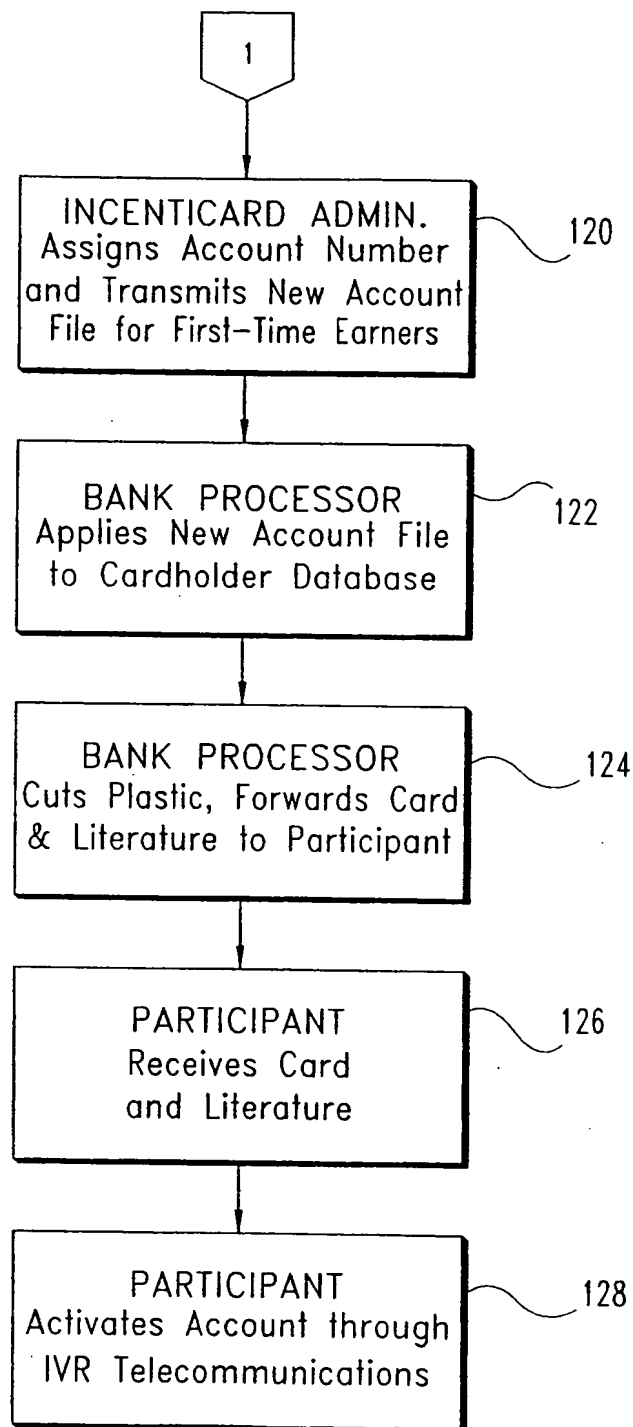 1
INCENTICARD ADMIN.
Assigns Account Number
and Transmits New Account
File for First-Time Earners
120
BANK PROCESSOR
Applies New Account File
to Cardholder Database
122
BANK PROCESSOR
Cuts Plastic, Forwards Card
& Literature to Participant
124
PARTICIPANT
Receives Card
and Literature
126
PARTICIPANT
Activates Account through
IVR Telecommunications
128